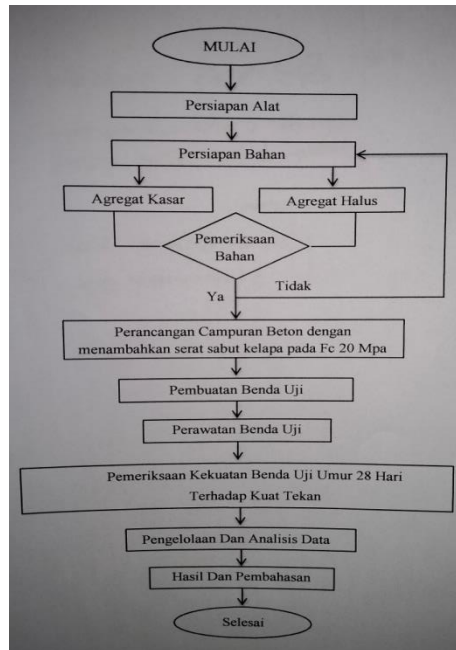 MULAI
Persiapan Alat
Persiapan Bahan
Agregat Kasar
Agregat Halus
Pemeriksaan
Bahan
Tidak
Ya
Perancangan Campuran Beton dengan
menambahkan serat sabut kelapa pada Fc 20 Mpa
Pembuatan Benda Uji
Perawatan Benda Uji
Pemeriksaan Kekuatan Benda Uji Umur 28 Hari
Terhadap Kuat Tekan
Pengelolaan Dan Analisis Data
Hasil Dan Pembahasan
Selesai